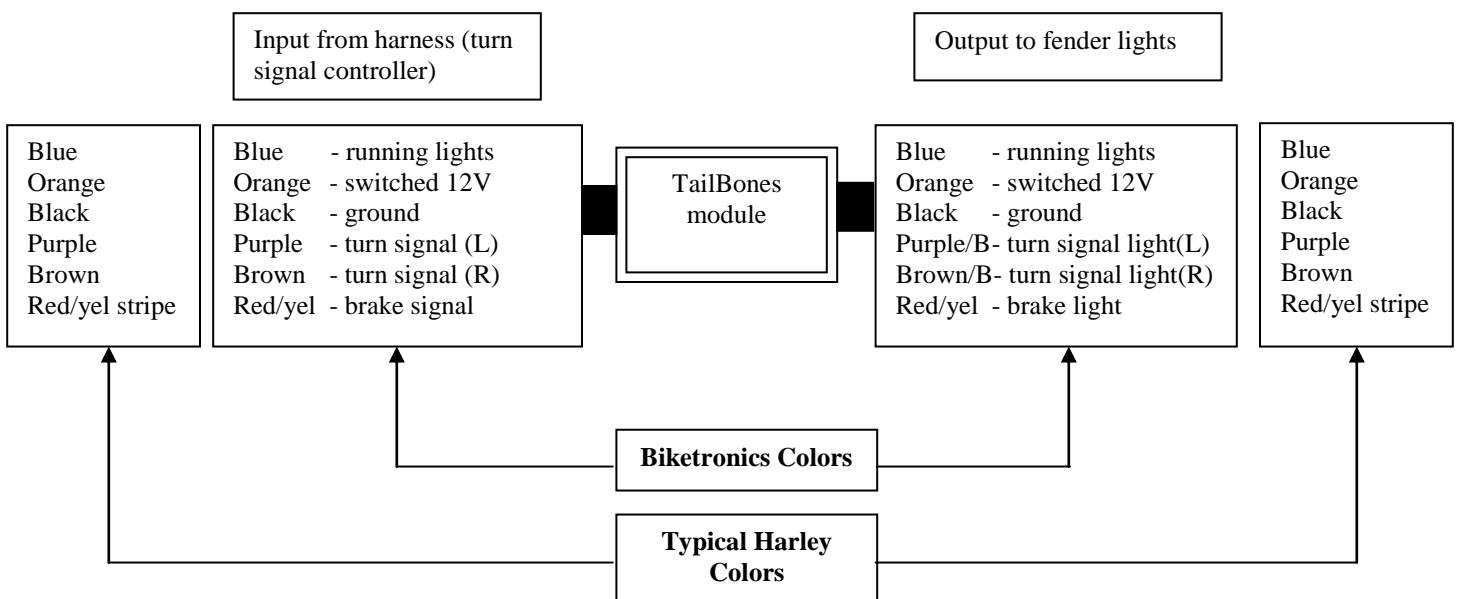 Input from harness (turn
signal controller)
Output to fender lights
Blue
Orange
Black
Purple
Brown
Red/yel stripe
Blue - running lights
Orange - switched 12V
Black - ground
Purple - turn signal (L)
Brown - turn signal (R)
Red/yel - brake signal
TailBones
module
Blue - running lights
Orange - switched 12V
Black - ground
Purple/B- turn signal light(L)
Brown/B- turn signal light(R)
Red/yel - brake light
Blue
Orange
Black
Purple
Brown
Red/yel stripe
Biketronics Colors
Typical Harley
Colors